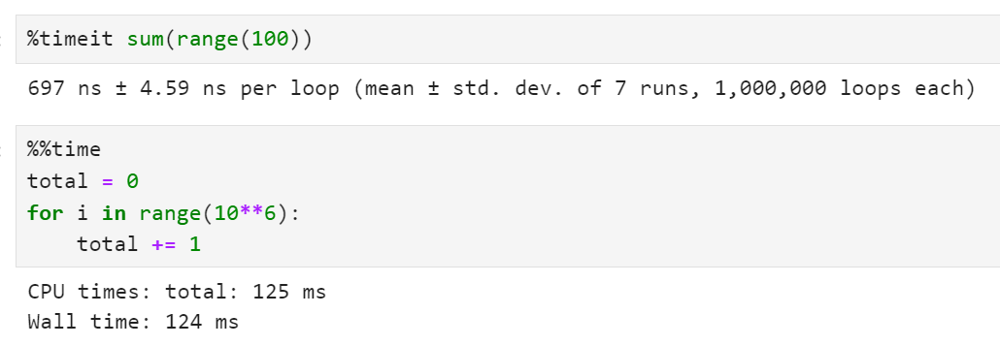 %timeit sum(range(100))
697 ns ± 4.59 ns per loop (mean ± std. dev. of 7 runs, 1,000,000 loops each)
%%time
total = 0
for i in range(10**6):
    total += 1
CPU times: total: 125 ms
Wall time: 124 ms